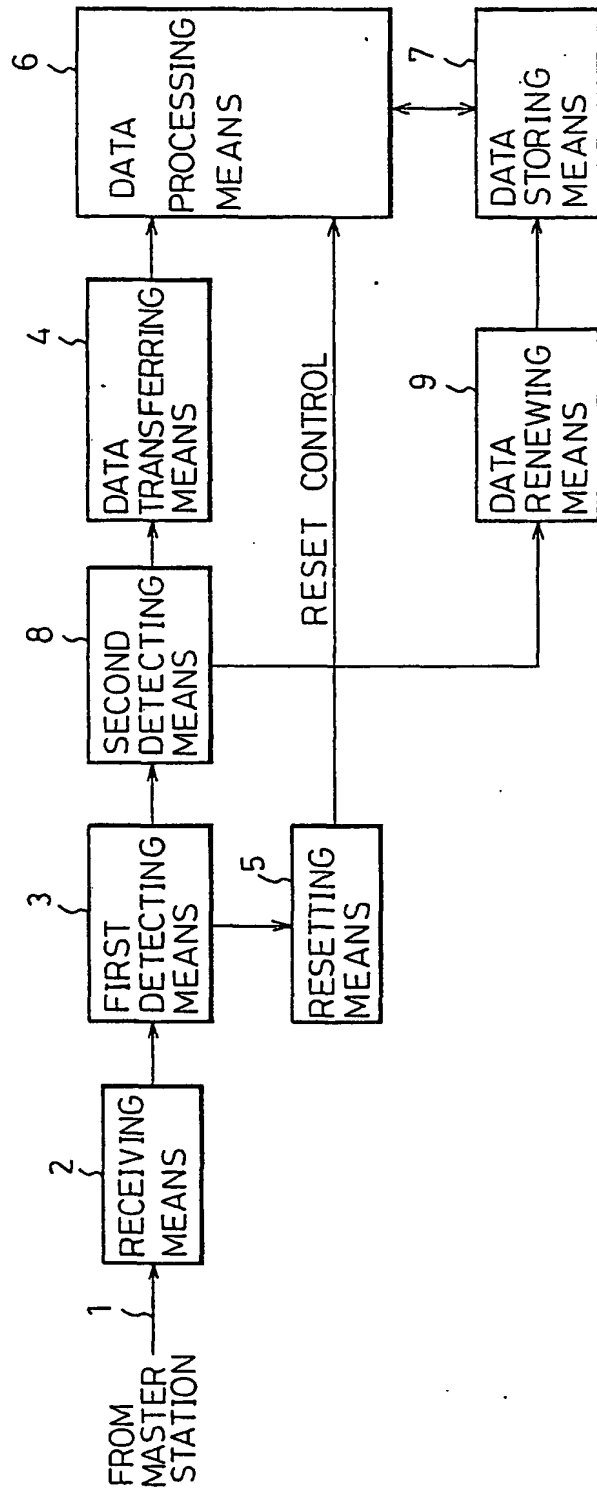 FROM
MASTER
STATION
1
2
RECEIVING
MEANS
3
FIRST
DETECTING
MEANS
5
RESETTING
MEANS
8
SECOND
DETECTING
MEANS
4
DATA
TRANSFERRING
MEANS
RESET CONTROL
9
DATA
RENEWING
MEANS
6
DATA
PROCESSING
MEANS
7
DATA
STORING
MEANS